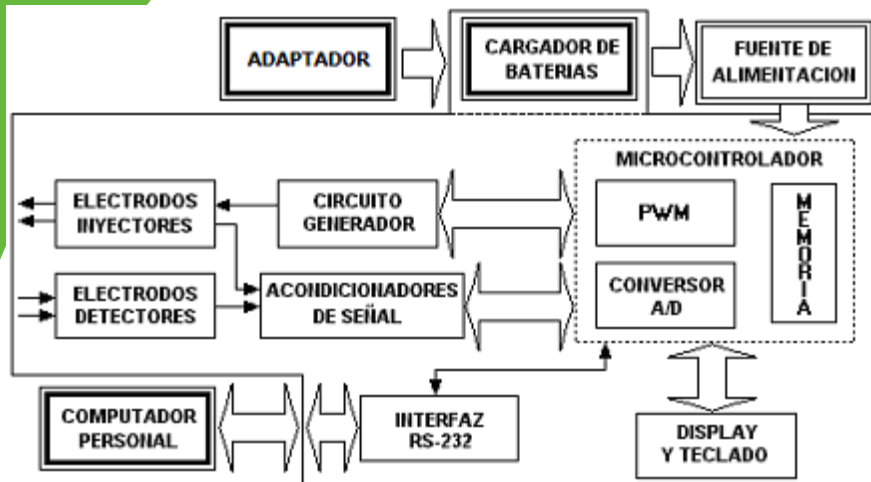 ADAPTADOR
CARGADOR DE
BATERIAS
FUENTE DE
ALIMENTACION
MICROCONTROLADOR
ELECTRODOS
INYECTORES
CIRCUITO
GENERADOR
PWM
MEMORIA
ELECTRODOS
DETECTORES
ACONDICIONADORES
DE SEÑAL
CONVERSOR
A/D
COMPUTADOR
PERSONAL
INTERFAZ
RS-232
DISPLAY
Y TECLADO